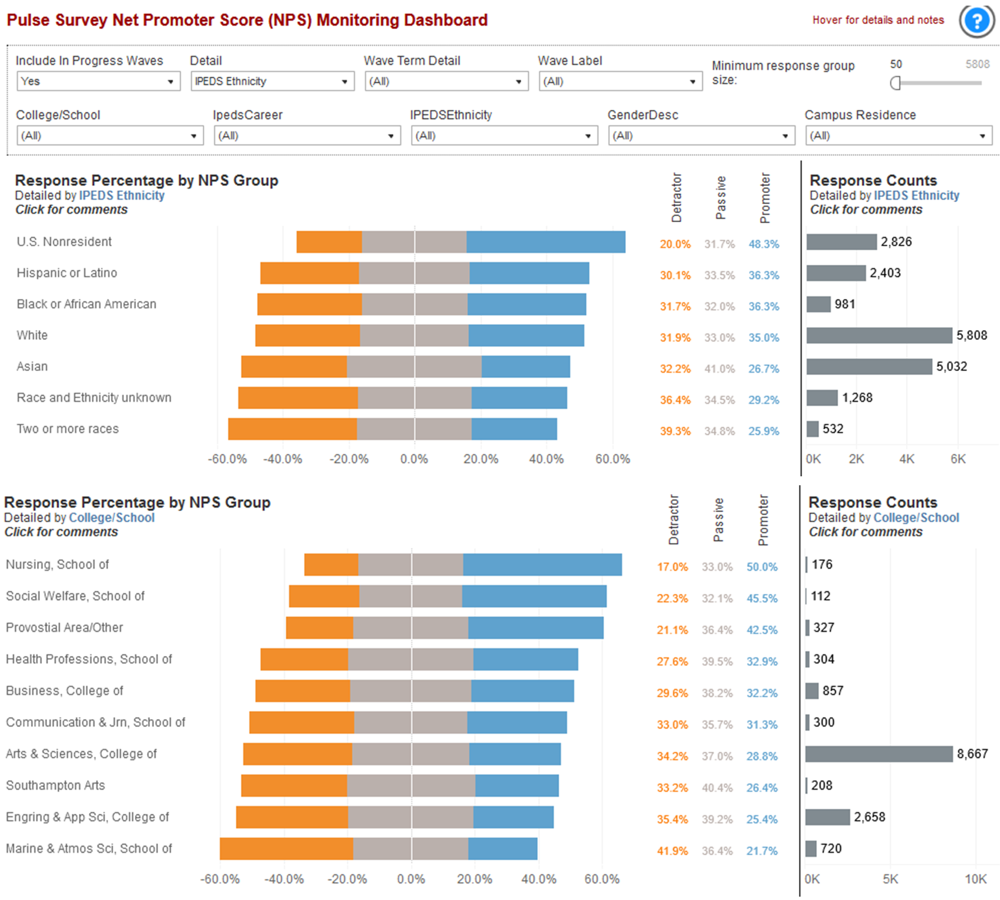 Pulse Survey Net Promoter Score (NPS) Monitoring Dashboard
Hover for details and notes
?
Include In Progress Waves
Detail
Wave Term Detail
Wave Label
Minimum response group size:
50
5808
Yes
IPEDS Ethnicity
(All)
(All)
College/School
IpedsCareer
IPEDSEthnicity
GenderDesc
Campus Residence
(All)
(All)
(All)
(All)
(All)
Response Percentage by NPS Group
Detailed by IPEDS Ethnicity
Click for comments
Detractor
Passive
Promoter
Response Counts
Detailed by IPEDS Ethnicity
Click for comments
U.S. Nonresident 20.0% 31.7% 48.3% 2,826
Hispanic or Latino 30.1% 33.5% 36.3% 2,403
Black or African American 31.7% 32.0% 36.3% 981
White 31.9% 33.0% 35.0% 5,808
Asian 32.2% 41.0% 26.7% 5,032
Race and Ethnicity unknown 36.4% 34.5% 29.2% 1,268
Two or more races 39.3% 34.8% 25.9% 532
-60.0% -40.0% -20.0% 0.0% 20.0% 40.0% 60.0%
0K 2K 4K 6K
Response Percentage by NPS Group
Detailed by College/School
Click for comments
Detractor
Passive
Promoter
Response Counts
Detailed by College/School
Click for comments
Nursing, School of 17.0% 33.0% 50.0% 176
Social Welfare, School of 22.3% 32.1% 45.5% 112
Provostial Area/Other 21.1% 36.4% 42.5% 327
Health Professions, School of 27.6% 39.5% 32.9% 304
Business, College of 29.6% 38.2% 32.2% 857
Communication & Jrn, School of 33.0% 35.7% 31.3% 300
Arts & Sciences, College of 34.2% 37.0% 28.8% 8,667
Southampton Arts 33.2% 40.4% 26.4% 208
Engring & App Sci, College of 35.4% 39.2% 25.4% 2,658
Marine & Atmos Sci, School of 41.9% 36.4% 21.7% 720
-60.0% -40.0% -20.0% 0.0% 20.0% 40.0% 60.0%
0K 5K 10K